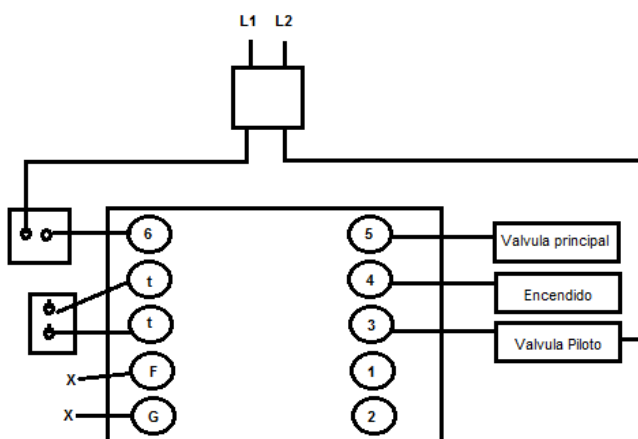 L1 L2
6 5 Valvula principal
t 4 Encendido
t 3 Valvula Piloto
X F 1
X G 2